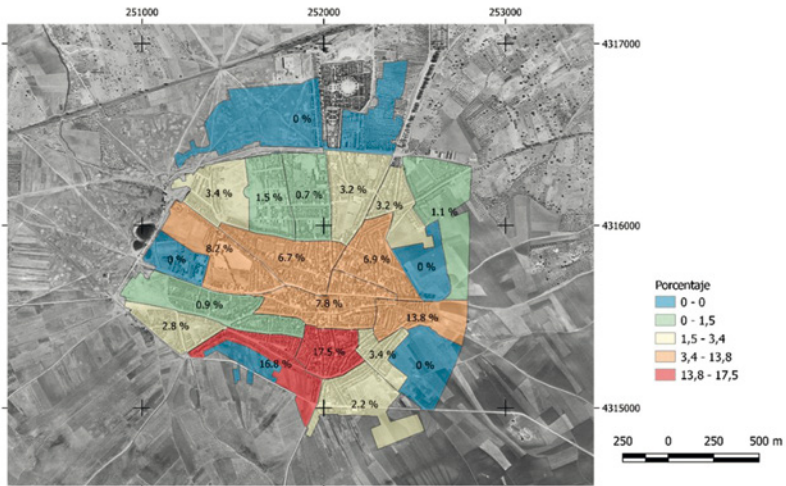 251000 252000 253000
4317000
0 %
3.4 % 1.5 % 0.7 % 3.2 %
3.2 %
1.1 %
4316000
8.2 %
0 % 6.7 % 6.9 % 0 %
0.9 % 7.8 %
13.8 %
2.8 %
17.5 % 3.4 %
16.8 % 0 %
2.2 %
4315000
Porcentaje
0 - 0
0 - 1,5
1,5 - 3,4
3,4 - 13,8
13,8 - 17,5
250 0 250 500 m